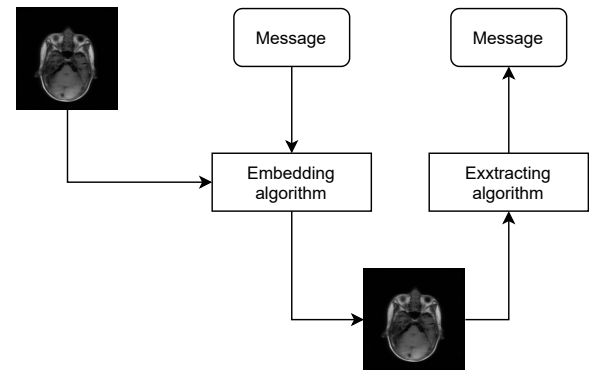 Message
Message
Embedding
algorithm
Exxtracting
algorithm